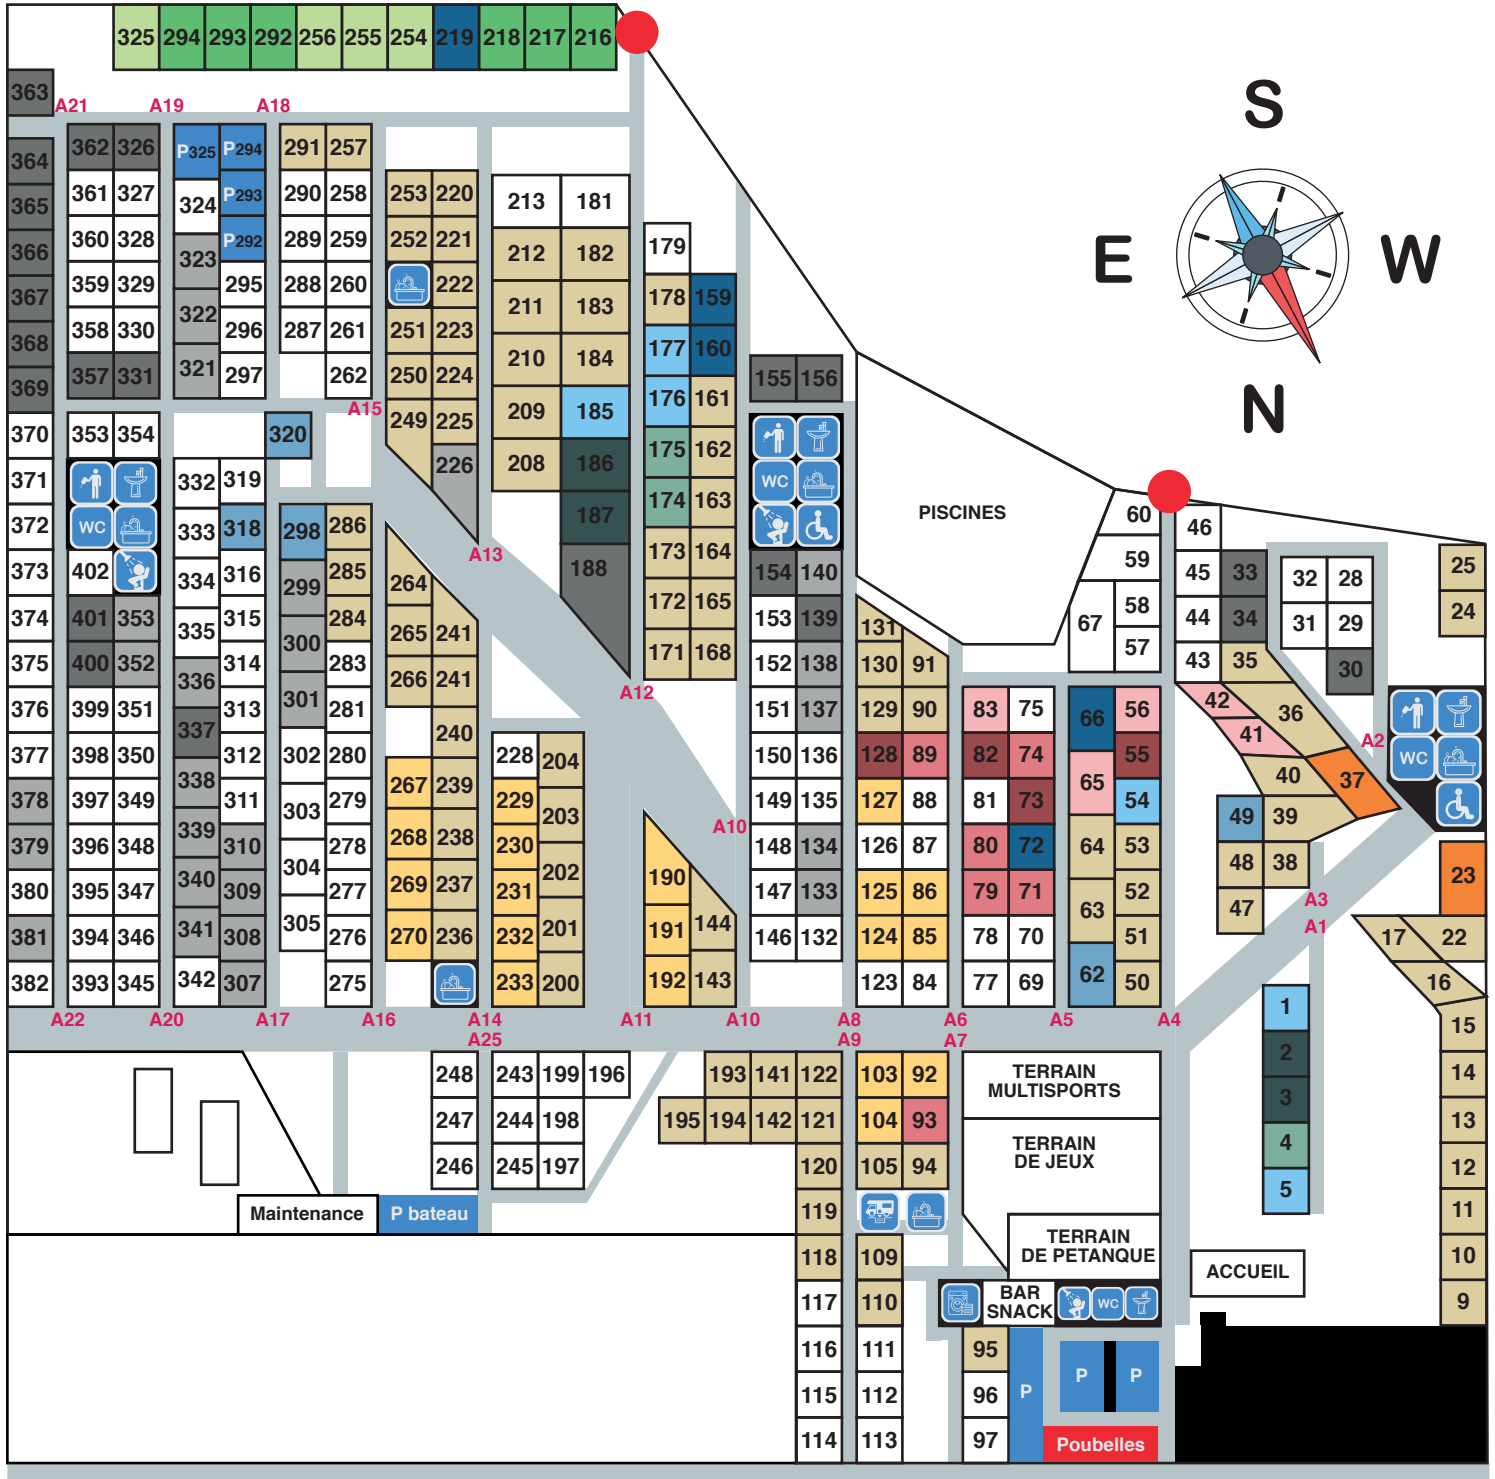 325 294 293 292 256 255 254 219 218 217 216
S
E W
N
363
A21 A19 A18
364 362 326 P325 P294 291 257
365 361 327 324 P293 290 258 253 220 213 181
366 360 328 323 P292 289 259 252 221 212 182 179
367 359 329 322 295 288 260 222 211 183 178 159
368 358 330 296 287 261 251 223 210 184 177 160
369 357 331 321 297 262 250 224 155 156
A15
370 353 354 320 249 225 209 185 176 161
371 332 319 226 208 186 175 162
WC
372 WC 333 318 298 286 187 174 163
PISCINES
60 46
A13
373 402 334 316 299 285 264 188 173 164 154 140 59 45 33 32 28 25
374 401 353 335 315 300 284 265 241 172 165 153 139 131 67 58 44 34 31 29 24
375 400 352 336 314 283 266 241 171 168 152 138 130 91 57 43 35 30
A12
376 399 351 337 313 301 281 240 151 137 129 90 83 75 66 56 42 36
41
A2
377 398 350 338 312 302 280 267 239 228 204 150 136 128 89 82 74 65 55 40 37 WC
378 397 349 311 303 279 229 203 149 135 127 88 81 73 54 49 39
A10
379 396 348 339 310 304 278 268 238 230 202 148 134 126 87 80 72 64 53 48 38
380 395 347 340 309 277 269 237 231 190 147 133 125 86 79 71 63 52 47 23
A3
A1
381 394 346 341 308 305 276 270 236 232 201 191 144 146 132 124 85 78 70 51 17 22
382 393 345 342 307 275 233 200 192 143 123 84 77 69 62 50 16
A22 A20 A17 A16 A14 A11 A10 A8 A6 A5 A4
A25 A9 A7
1 15
248 243 199 196 193 141 122 103 92
TERRAIN
MULTISPORTS
2 14
247 244 198 195 194 142 121 104 93
3 13
246 245 197 120 105 94
TERRAIN
DE JEUX
4 12
5 11
Maintenance P bateau
119
118 109
TERRAIN
DE PETANQUE
ACCUEIL
10
117 110
BAR
SNACK
WC
9
116 111 95
115 112 96 P P P
114 113 97
Poubelles